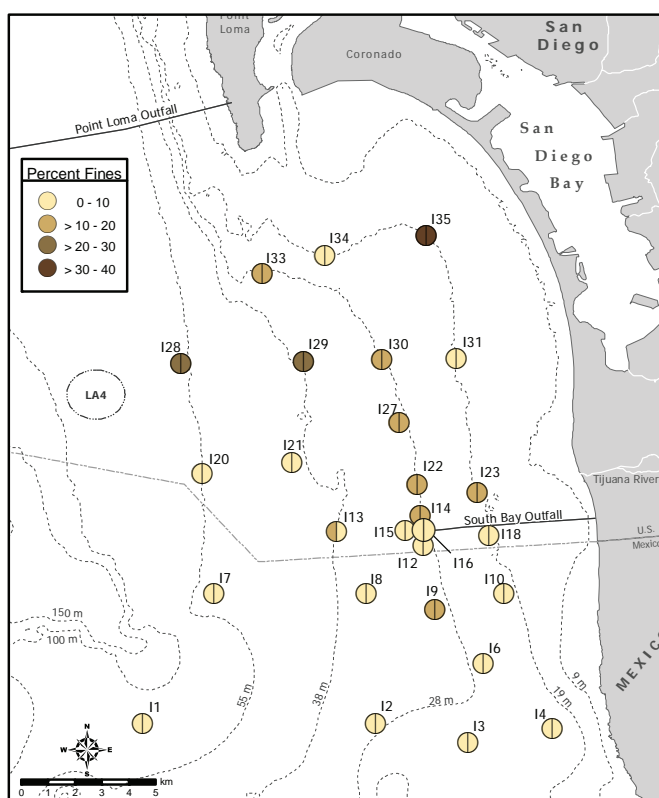 Point
Loma
San
Diego
Coronado
Point Loma Outfall
San
Diego
Bay
Percent Fines
0 - 10
> 10 - 20
> 20 - 30
> 30 - 40
I35
I34
I33
I28
I29
I30
I31
LA4
I27
I21
I20
I22
I23
Tijuana River
I14
South Bay Outfall
I13
I15
I18
U.S.
Mexico
I12
I16
I7
I8
I10
I9
150 m
100 m
I6
MEXICO
55 m
38 m
28 m
19 m
9 m
I1
I2
I3
I4
N
W E
S
0 1 2 3 4 5
km